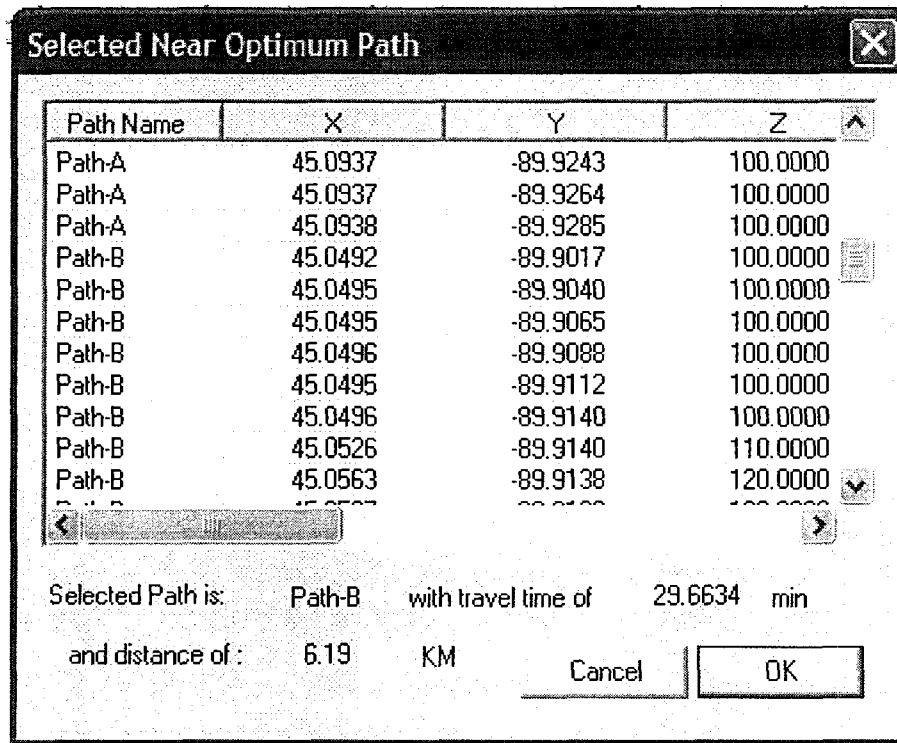 Selected Near Optimum Path
Path Name X Y Z
Path-A 45.0937 -89.9243 100.0000
Path-A 45.0937 -89.9264 100.0000
Path-A 45.0938 -89.9285 100.0000
Path-B 45.0492 -89.9017 100.0000
Path-B 45.0495 -89.9040 100.0000
Path-B 45.0495 -89.9065 100.0000
Path-B 45.0496 -89.9088 100.0000
Path-B 45.0495 -89.9112 100.0000
Path-B 45.0496 -89.9140 100.0000
Path-B 45.0526 -89.9140 110.0000
Path-B 45.0563 -89.9138 120.0000
Selected Path is: Path-B with travel time of 29.6634 min
and distance of : 6.19 KM
Cancel OK